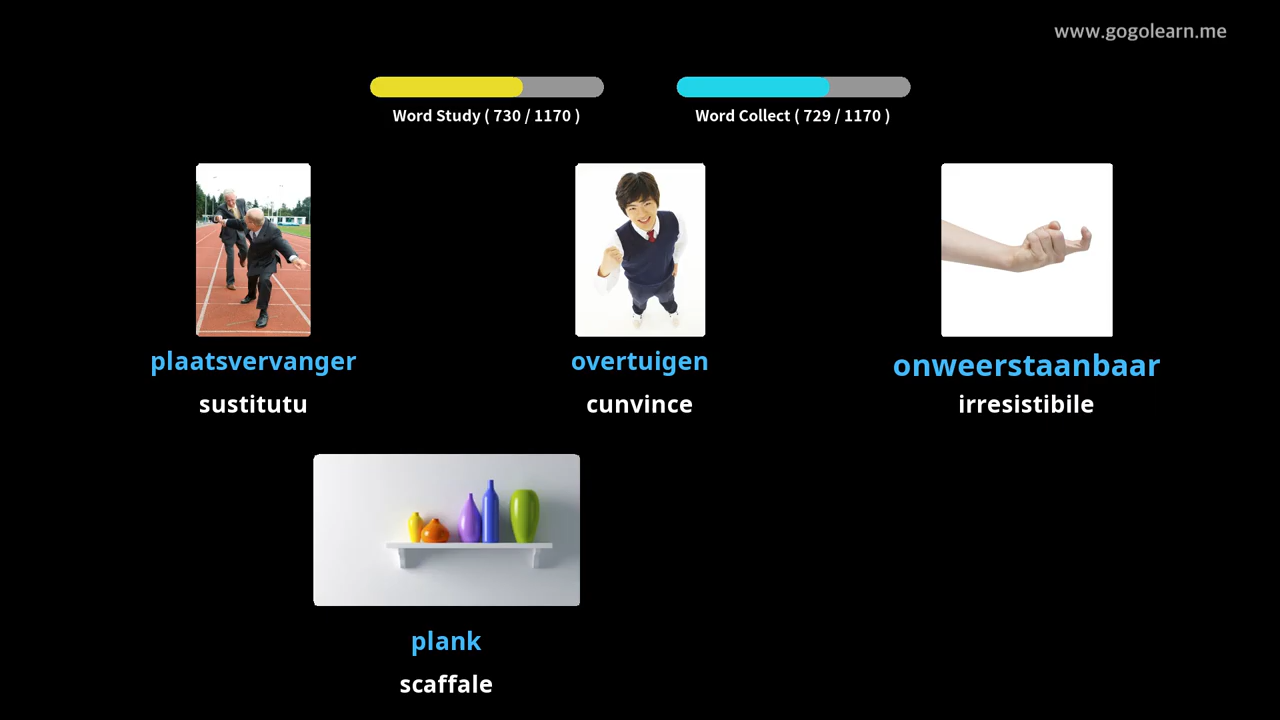 www.gogolearn.me
Word Study ( 730 / 1170 )
Word Collect ( 729 / 1170 )
plaatsvervanger
sustitutu
overtuigen
cunvince
onweerstaanbaar
irresistibile
plank
scaffale